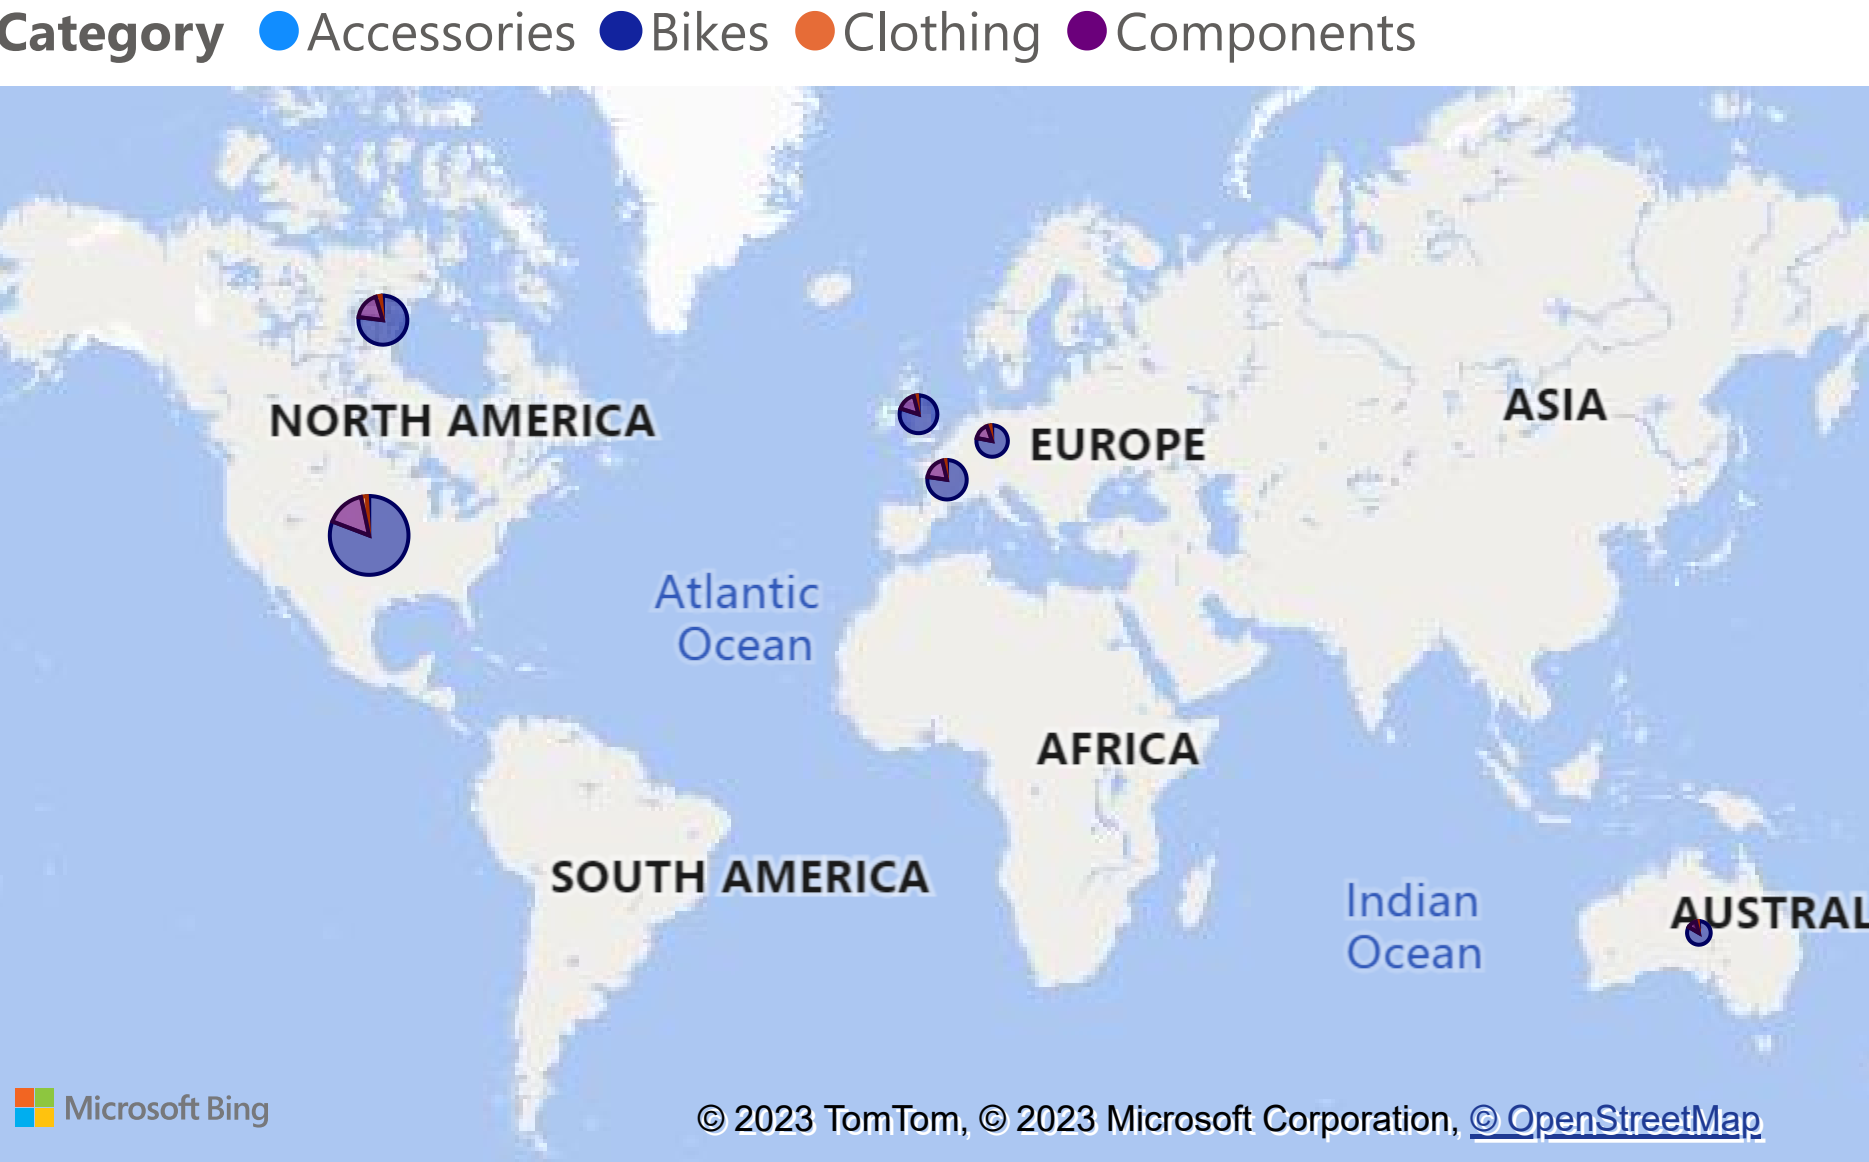 Category Accessories Bikes Clothing Components
NORTH AMERICA
ASIA
EUROPE
Atlantic
Ocean
AFRICA
SOUTH AMERICA
Indian
Ocean
AUSTRAL
Microsoft Bing
© 2023 TomTom, © 2023 Microsoft Corporation, © OpenStreetMap